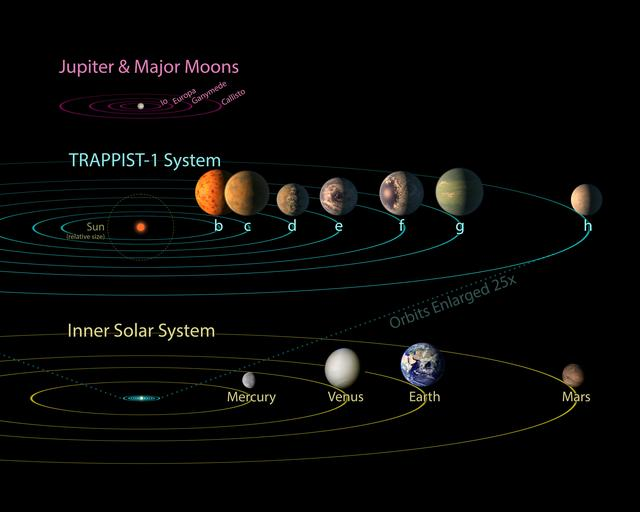 Jupiter & Major Moons
Io
Europa
Ganymede
Callisto
TRAPPIST-1 System
Sun
(relative size)
b c d e f g h
Orbits Enlarged 25x
Inner Solar System
Mercury Venus Earth Mars